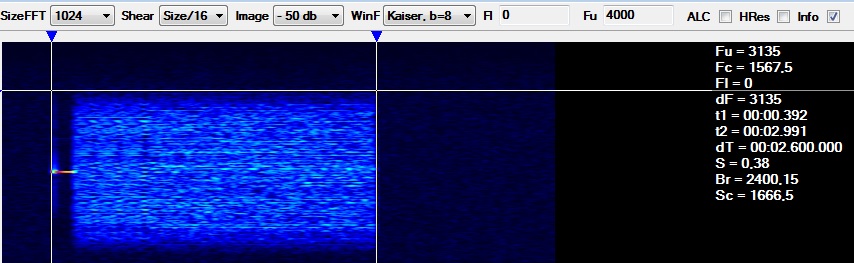 SizeFFT 1024 Shear Size/16 Image - 50 db WinF Kaiser, b=8 Fl 0 Fu 4000 ALC HRes Info
Fu = 3135
Fc = 1567,5
Fl = 0
dF = 3135
t1 = 00:00.392
t2 = 00:02.991
dT = 00:02.600.000
S = 0,38
Br = 2400,15
Sc = 1666,5